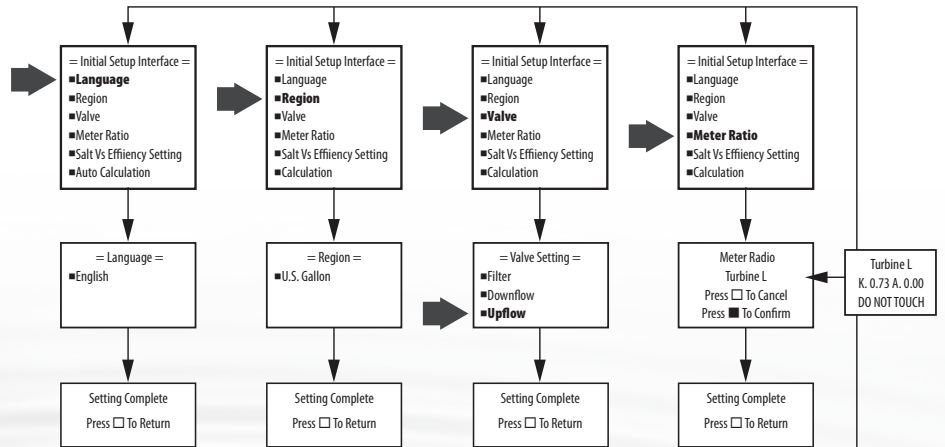 = Initial Setup Interface =
■Language
■Region
■Valve
■Meter Ratio
■Salt Vs Effiiency Setting
■Auto Calculation
= Initial Setup Interface =
■Language
■Region
■Valve
■Meter Ratio
■Salt Vs Effiiency Setting
■Calculation
= Initial Setup Interface =
■Language
■Region
■Valve
■Meter Ratio
■Salt Vs Effiiency Setting
■Calculation
= Initial Setup Interface =
■Language
■Region
■Valve
■Meter Ratio
■Salt Vs Effiiency Setting
■Calculation
= Language =
■English
= Region =
■U.S. Gallon
= Valve Setting =
■Filter
■Downflow
■Upflow
Meter Radio
Turbine L
Press □ To Cancel
Press ■ To Confirm
Turbine L
K. 0.73 A. 0.00
DO NOT TOUCH
Setting Complete
Press □ To Return
Setting Complete
Press □ To Return
Setting Complete
Press □ To Return
Setting Complete
Press □ To Return